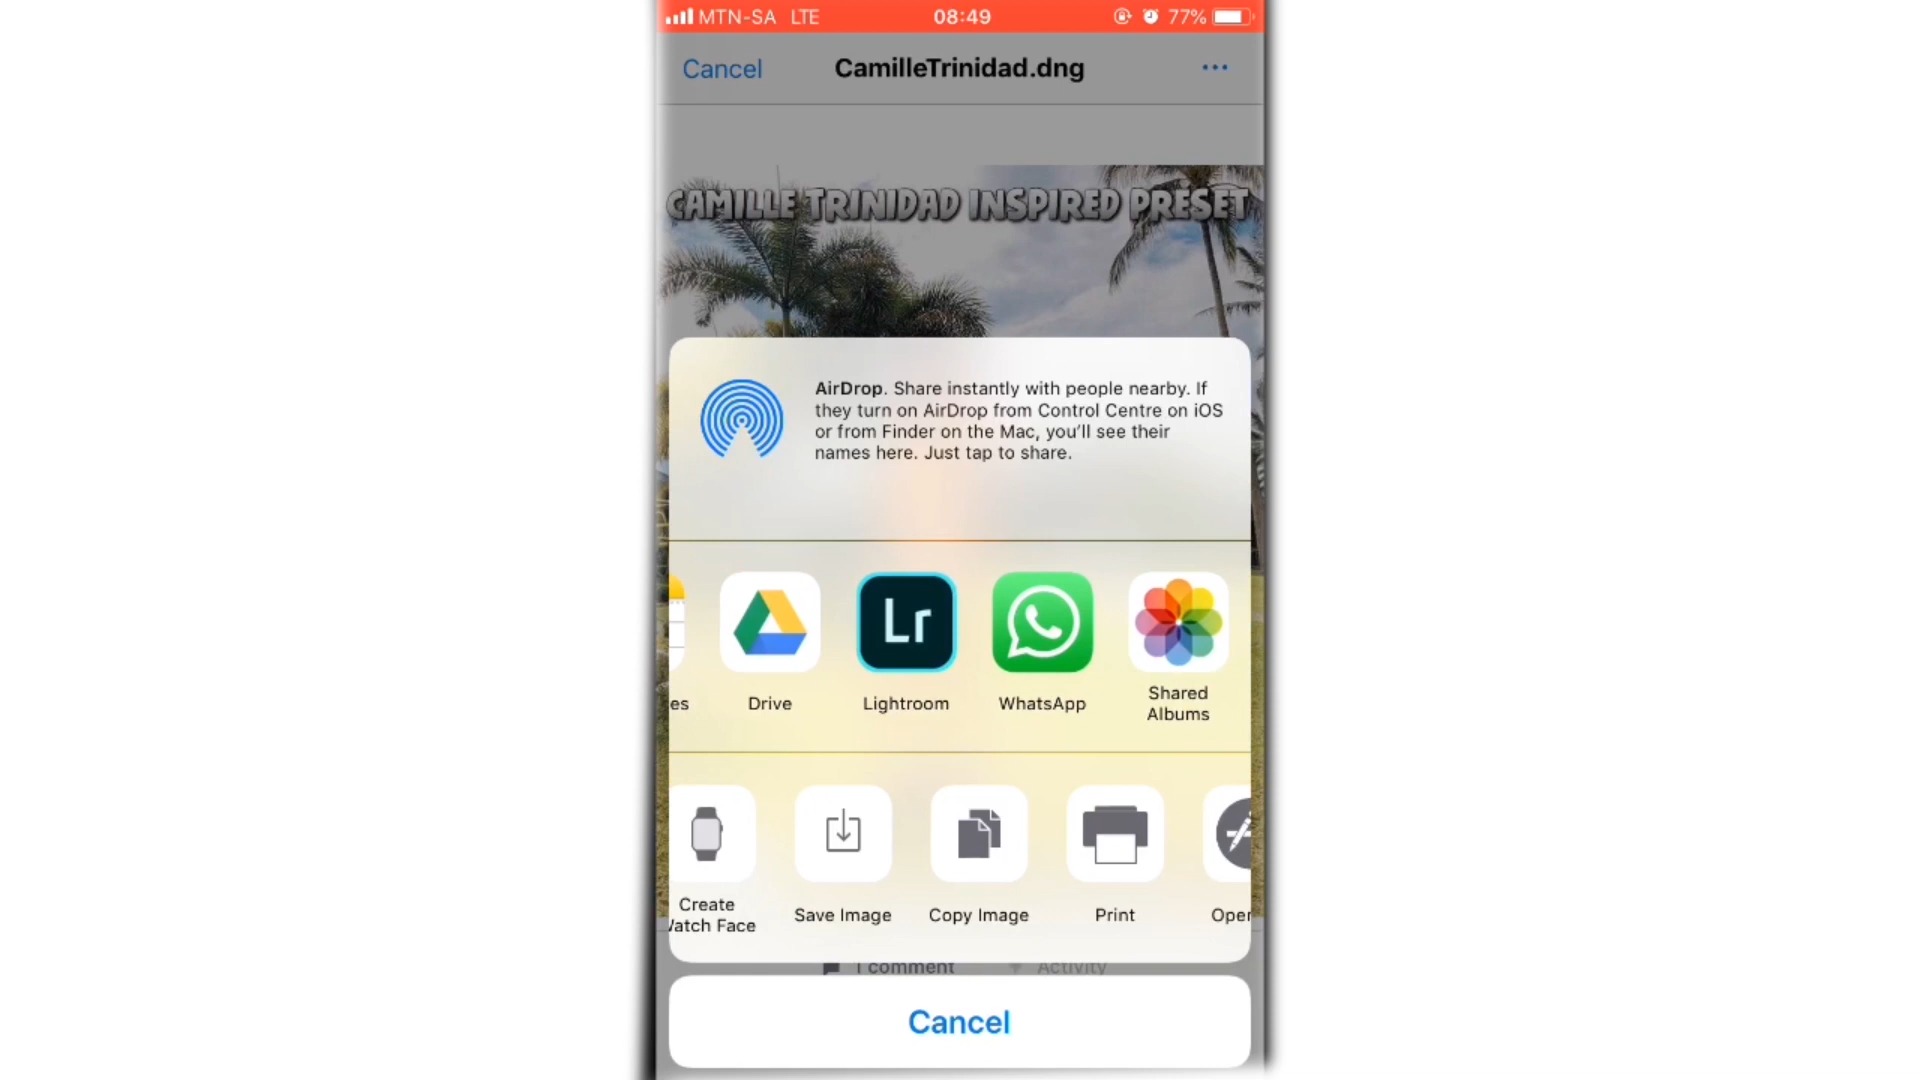 MTN-SA LTE 08:49 77%
Cancel CamilleTrinidad.dng
CAMILLE TRINIDAD INSPIRED PRESET
AirDrop. Share instantly with people nearby. If
they turn on AirDrop from Control Centre on iOS
or from Finder on the Mac, you'll see their
names here. Just tap to share.
Lr
es Drive Lightroom WhatsApp Shared
Albums
Create
atch Face Save Image Copy Image Print Oper
1 comment Activity
Cancel